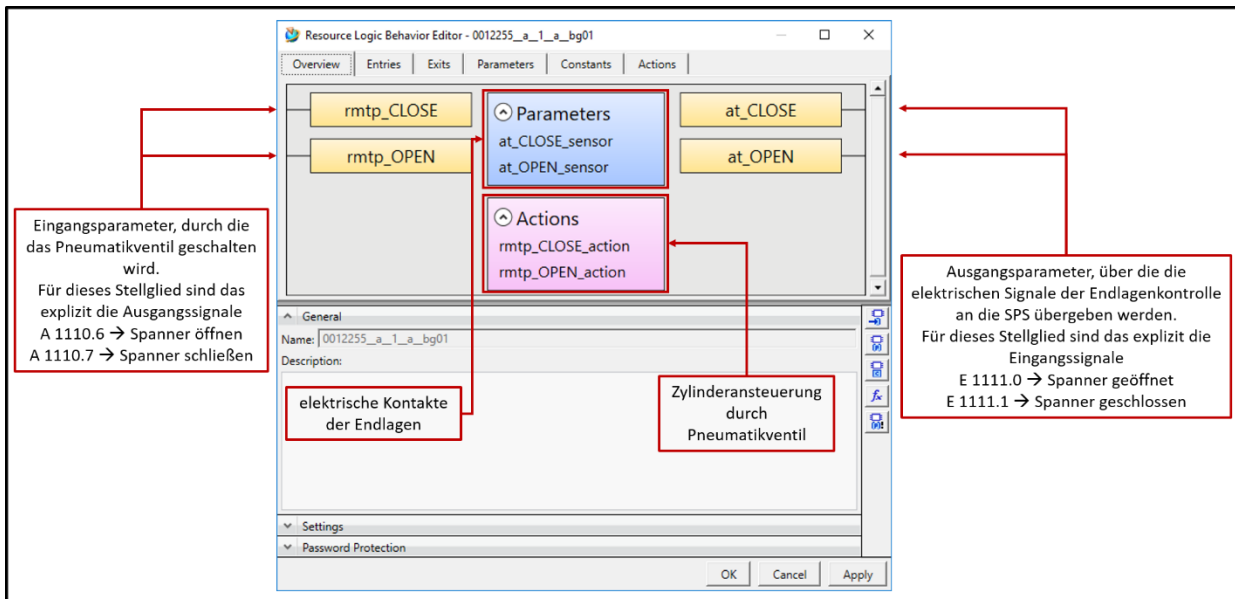 Resource Logic Behavior Editor - 0012255__a__1__a_bg01
Overview
Entries
Exits
Parameters
Constants
Actions
rmtp_CLOSE
rmtp_OPEN
Parameters
at_CLOSE_sensor
at_OPEN_sensor
Actions
rmtp_CLOSE_action
rmtp_OPEN_action
at_CLOSE
at_OPEN
Eingangsparameter, durch die
das Pneumatikventil geschalten
wird.
Für dieses Stellglied sind das
explizit die Ausgangssignale
A 1110.6 → Spanner öffnen
A 1110.7 → Spanner schließen
Ausgangsparameter, über die die
elektrischen Signale der Endlagenkontrolle
an die SPS übergeben werden.
Für dieses Stellglied sind das explizit die
Eingangssignale
E 1111.0 → Spanner geöffnet
E 1111.1 → Spanner geschlossen
General
Name: 0012255__a__1__a_bg01
Description:
elektrische Kontakte
der Endlagen
Zylinderansteuerung
durch
Pneumatikventil
Settings
Password Protection
OK
Cancel
Apply